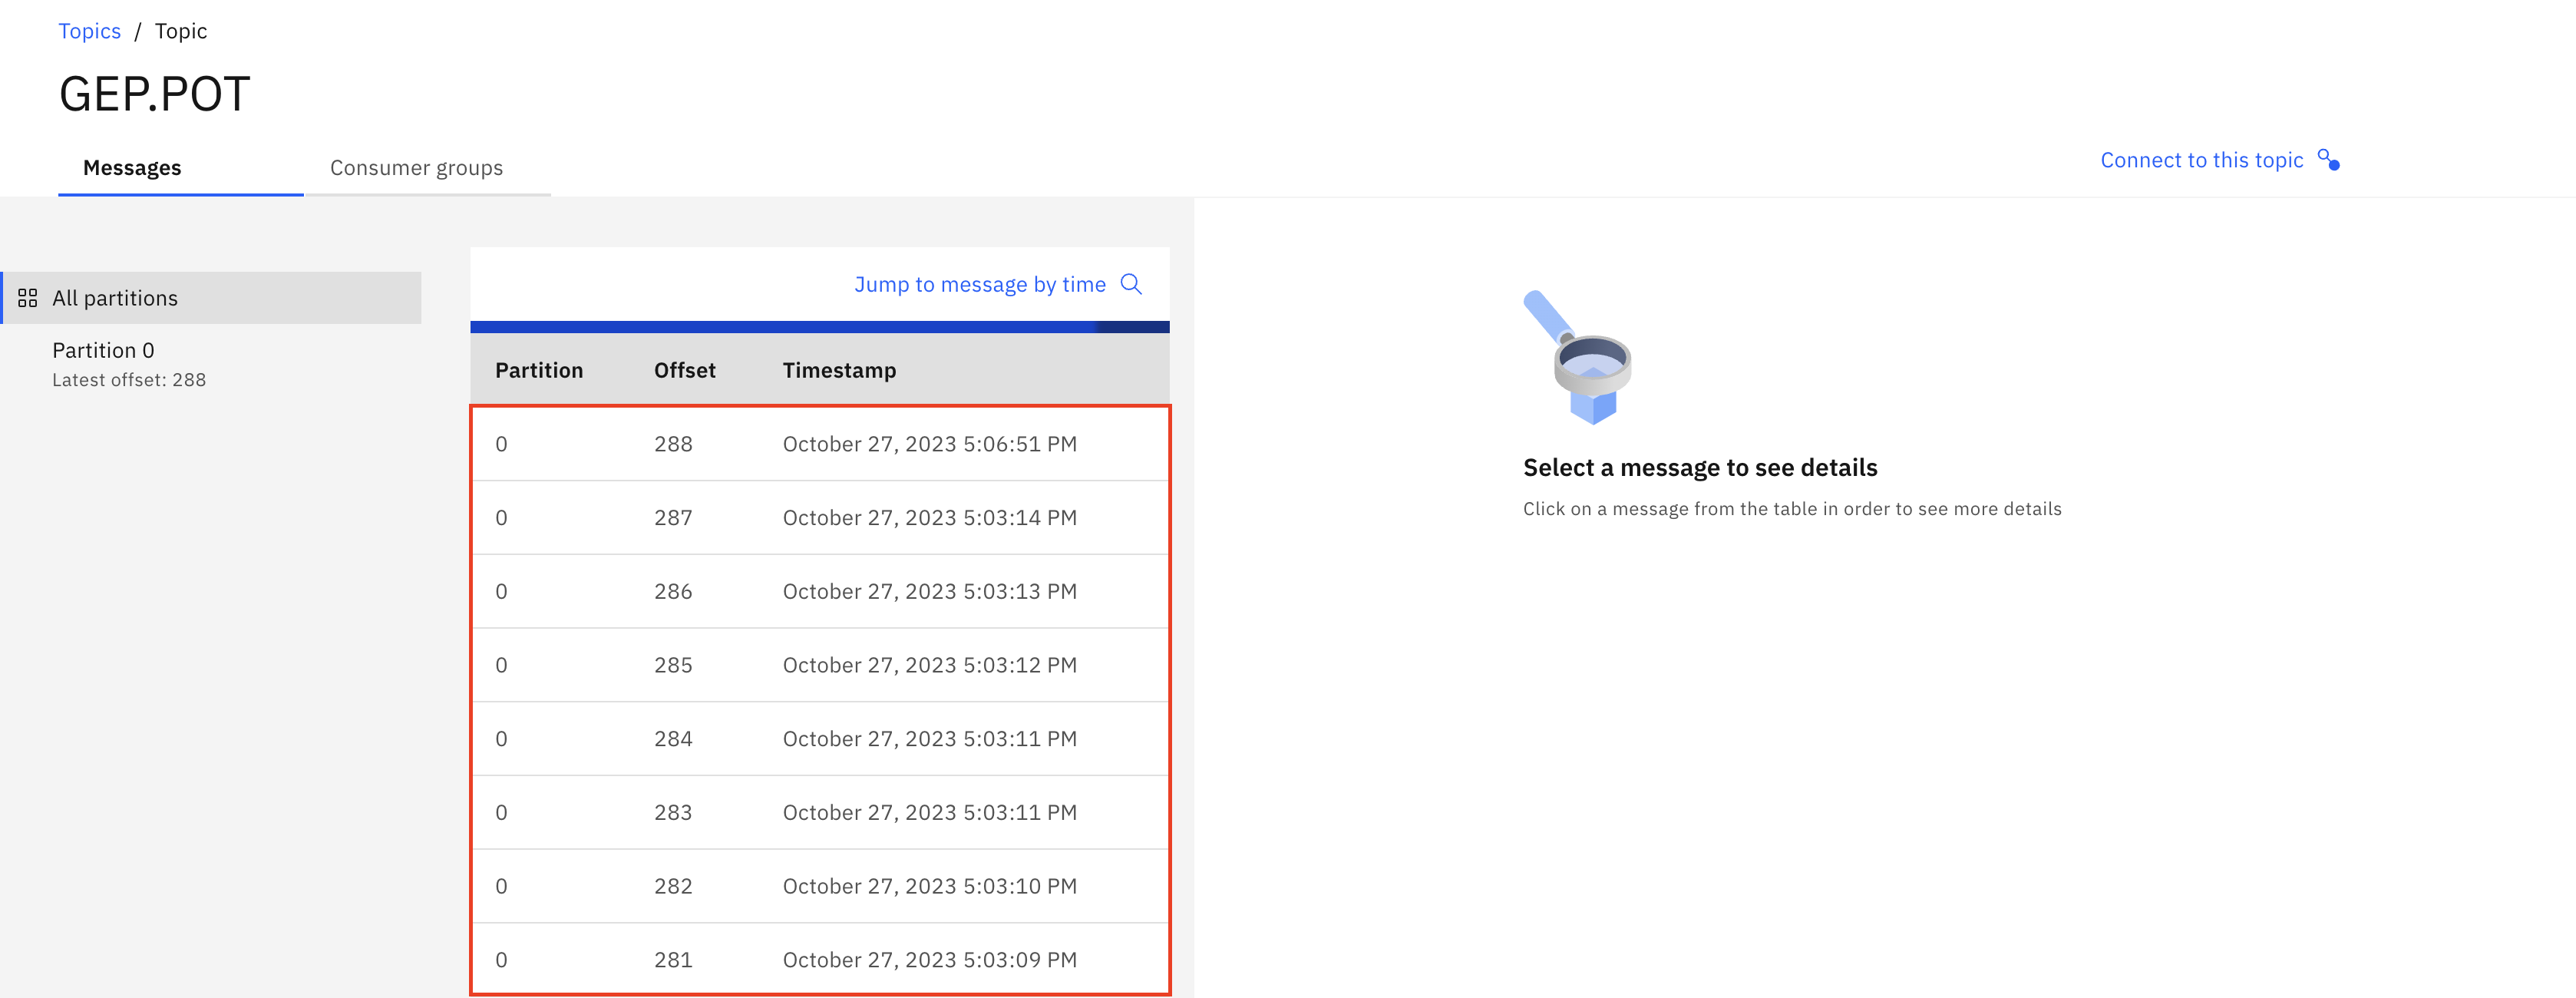 Topics / Topic
GEP.POT
Messages
Consumer groups
Connect to this topic
All partitions
Partition 0
Latest offset: 288
Jump to message by time
Partition Offset Timestamp
0 288 October 27, 2023 5:06:51 PM
0 287 October 27, 2023 5:03:14 PM
0 286 October 27, 2023 5:03:13 PM
0 285 October 27, 2023 5:03:12 PM
0 284 October 27, 2023 5:03:11 PM
0 283 October 27, 2023 5:03:11 PM
0 282 October 27, 2023 5:03:10 PM
0 281 October 27, 2023 5:03:09 PM
Select a message to see details
Click on a message from the table in order to see more details